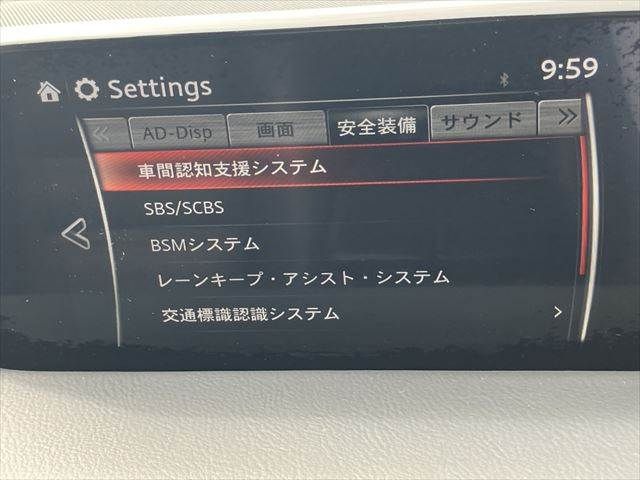 Settings
9:59
AD-Disp 画面 安全装備 サウンド
車間認知支援システム
SBS/SCBS
BSMシステム
レーンキープ・アシスト・システム
交通標識認識システム